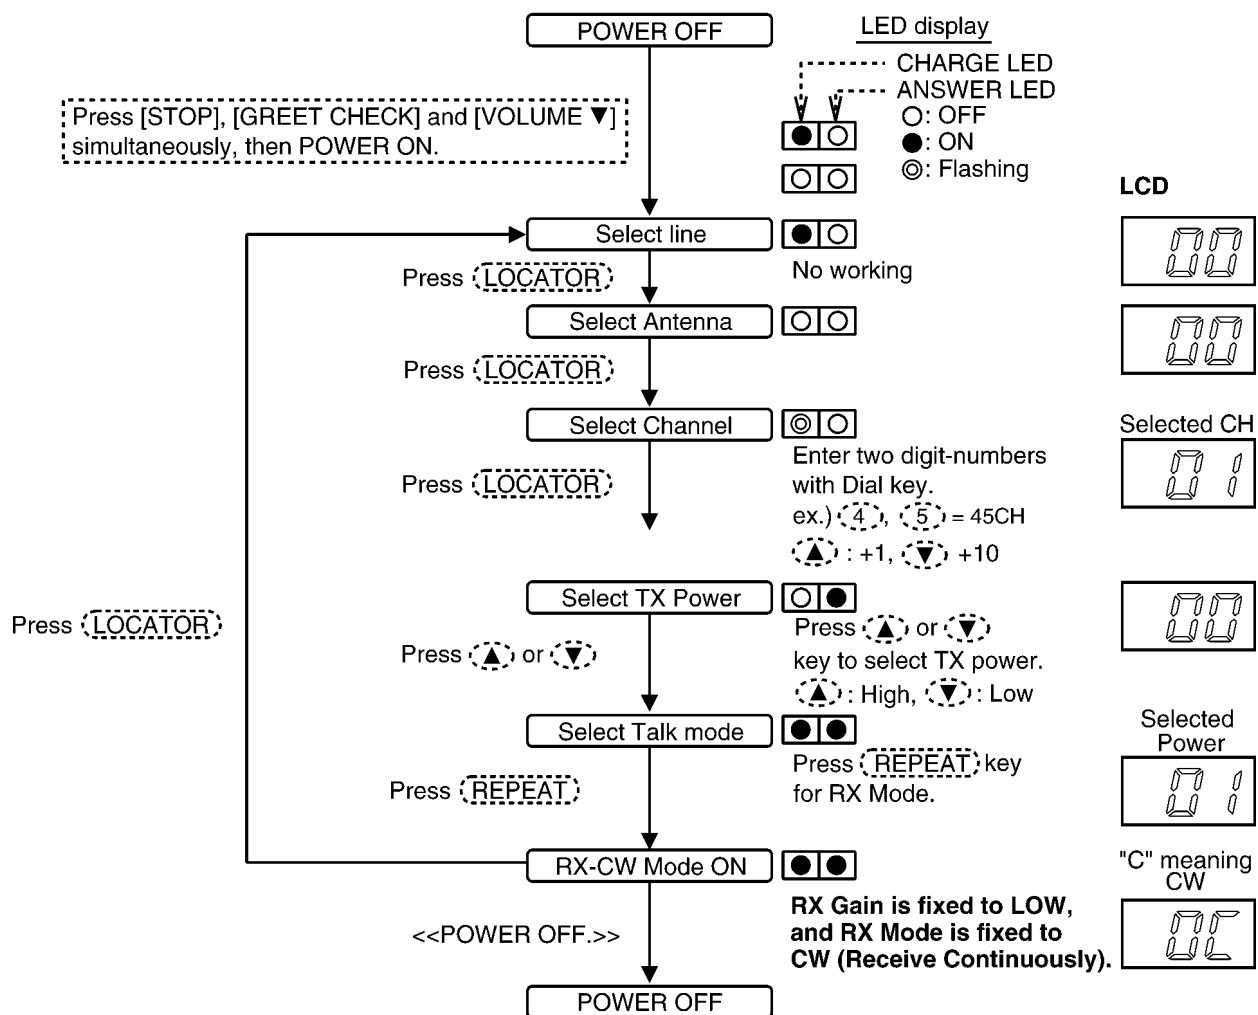 POWER OFF
LED display
CHARGE LED
ANSWER LED
○: OFF
●: ON
◎: Flashing
Press [STOP], [GREET CHECK] and [VOLUME ▼]
simultaneously, then POWER ON.
LCD
Select line
No working
00
Press (LOCATOR)
Select Antenna
00
Press (LOCATOR)
Select Channel
Selected CH
01
Enter two digit-numbers
with Dial key.
ex.) 4, 5 = 45CH
▲ : +1, ▼ +10
Press (LOCATOR)
Select TX Power
00
Press ▲ or ▼
key to select TX power.
▲ : High, ▼ : Low
Press ▲ or ▼
Press (LOCATOR)
Select Talk mode
Selected
Power
01
Press (REPEAT) key
for RX Mode.
Press (REPEAT)
RX-CW Mode ON
"C" meaning
CW
0C
RX Gain is fixed to LOW,
and RX Mode is fixed to
CW (Receive Continuously).
<<POWER OFF.>>
POWER OFF